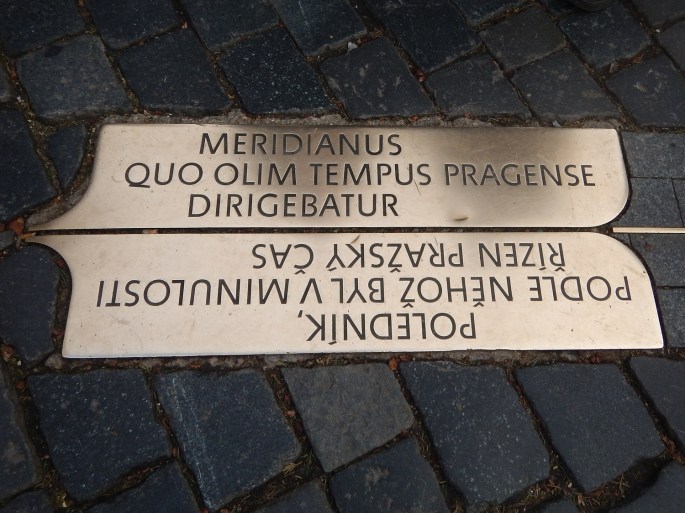 MERIDIANUS
QUO OLIM TEMPUS PRAGENSE
DIRIGEBATUR
POLEDNÍK,
PODLE NĚHOŽ BYL V MINULOSTI
ŘÍZEN PRAŽSKÝ ČAS